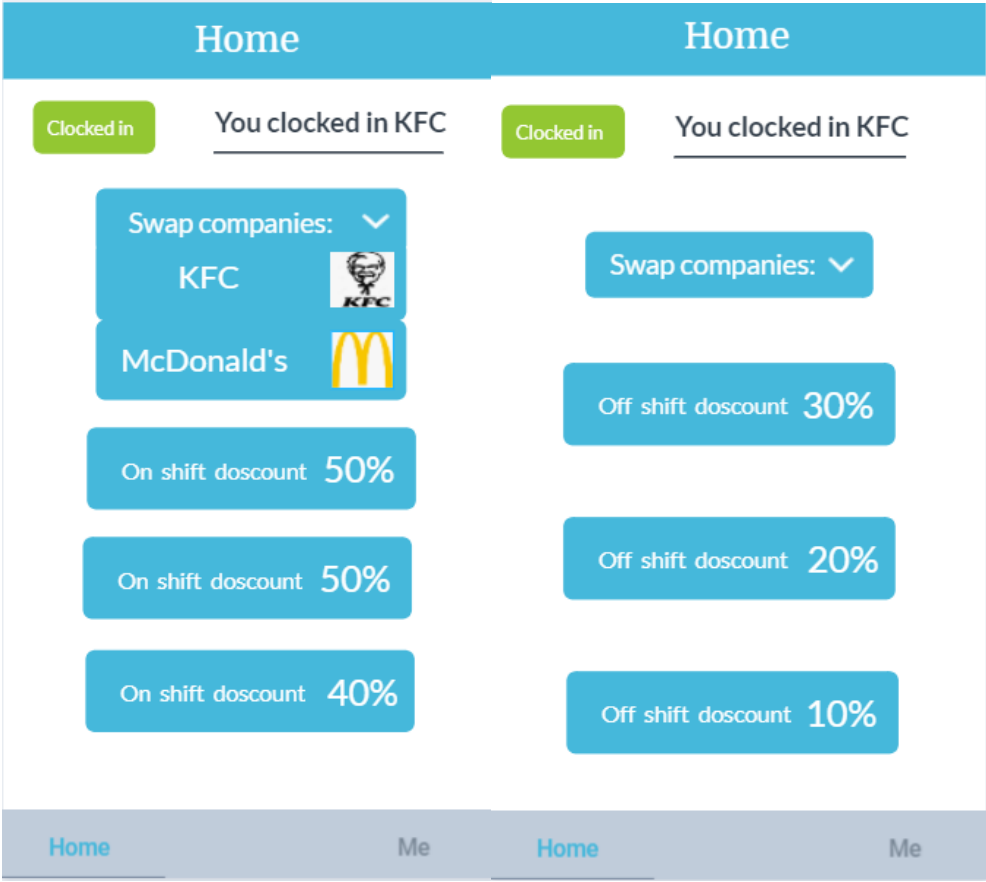 Home
Clocked in
You clocked in KFC
Swap companies:
KFC
KFC
McDonald's
On shift doscount 50%
On shift doscount 50%
On shift doscount 40%
Home
Me
Home
Clocked in
You clocked in KFC
Swap companies:
Off shift doscount 30%
Off shift doscount 20%
Off shift doscount 10%
Home
Me